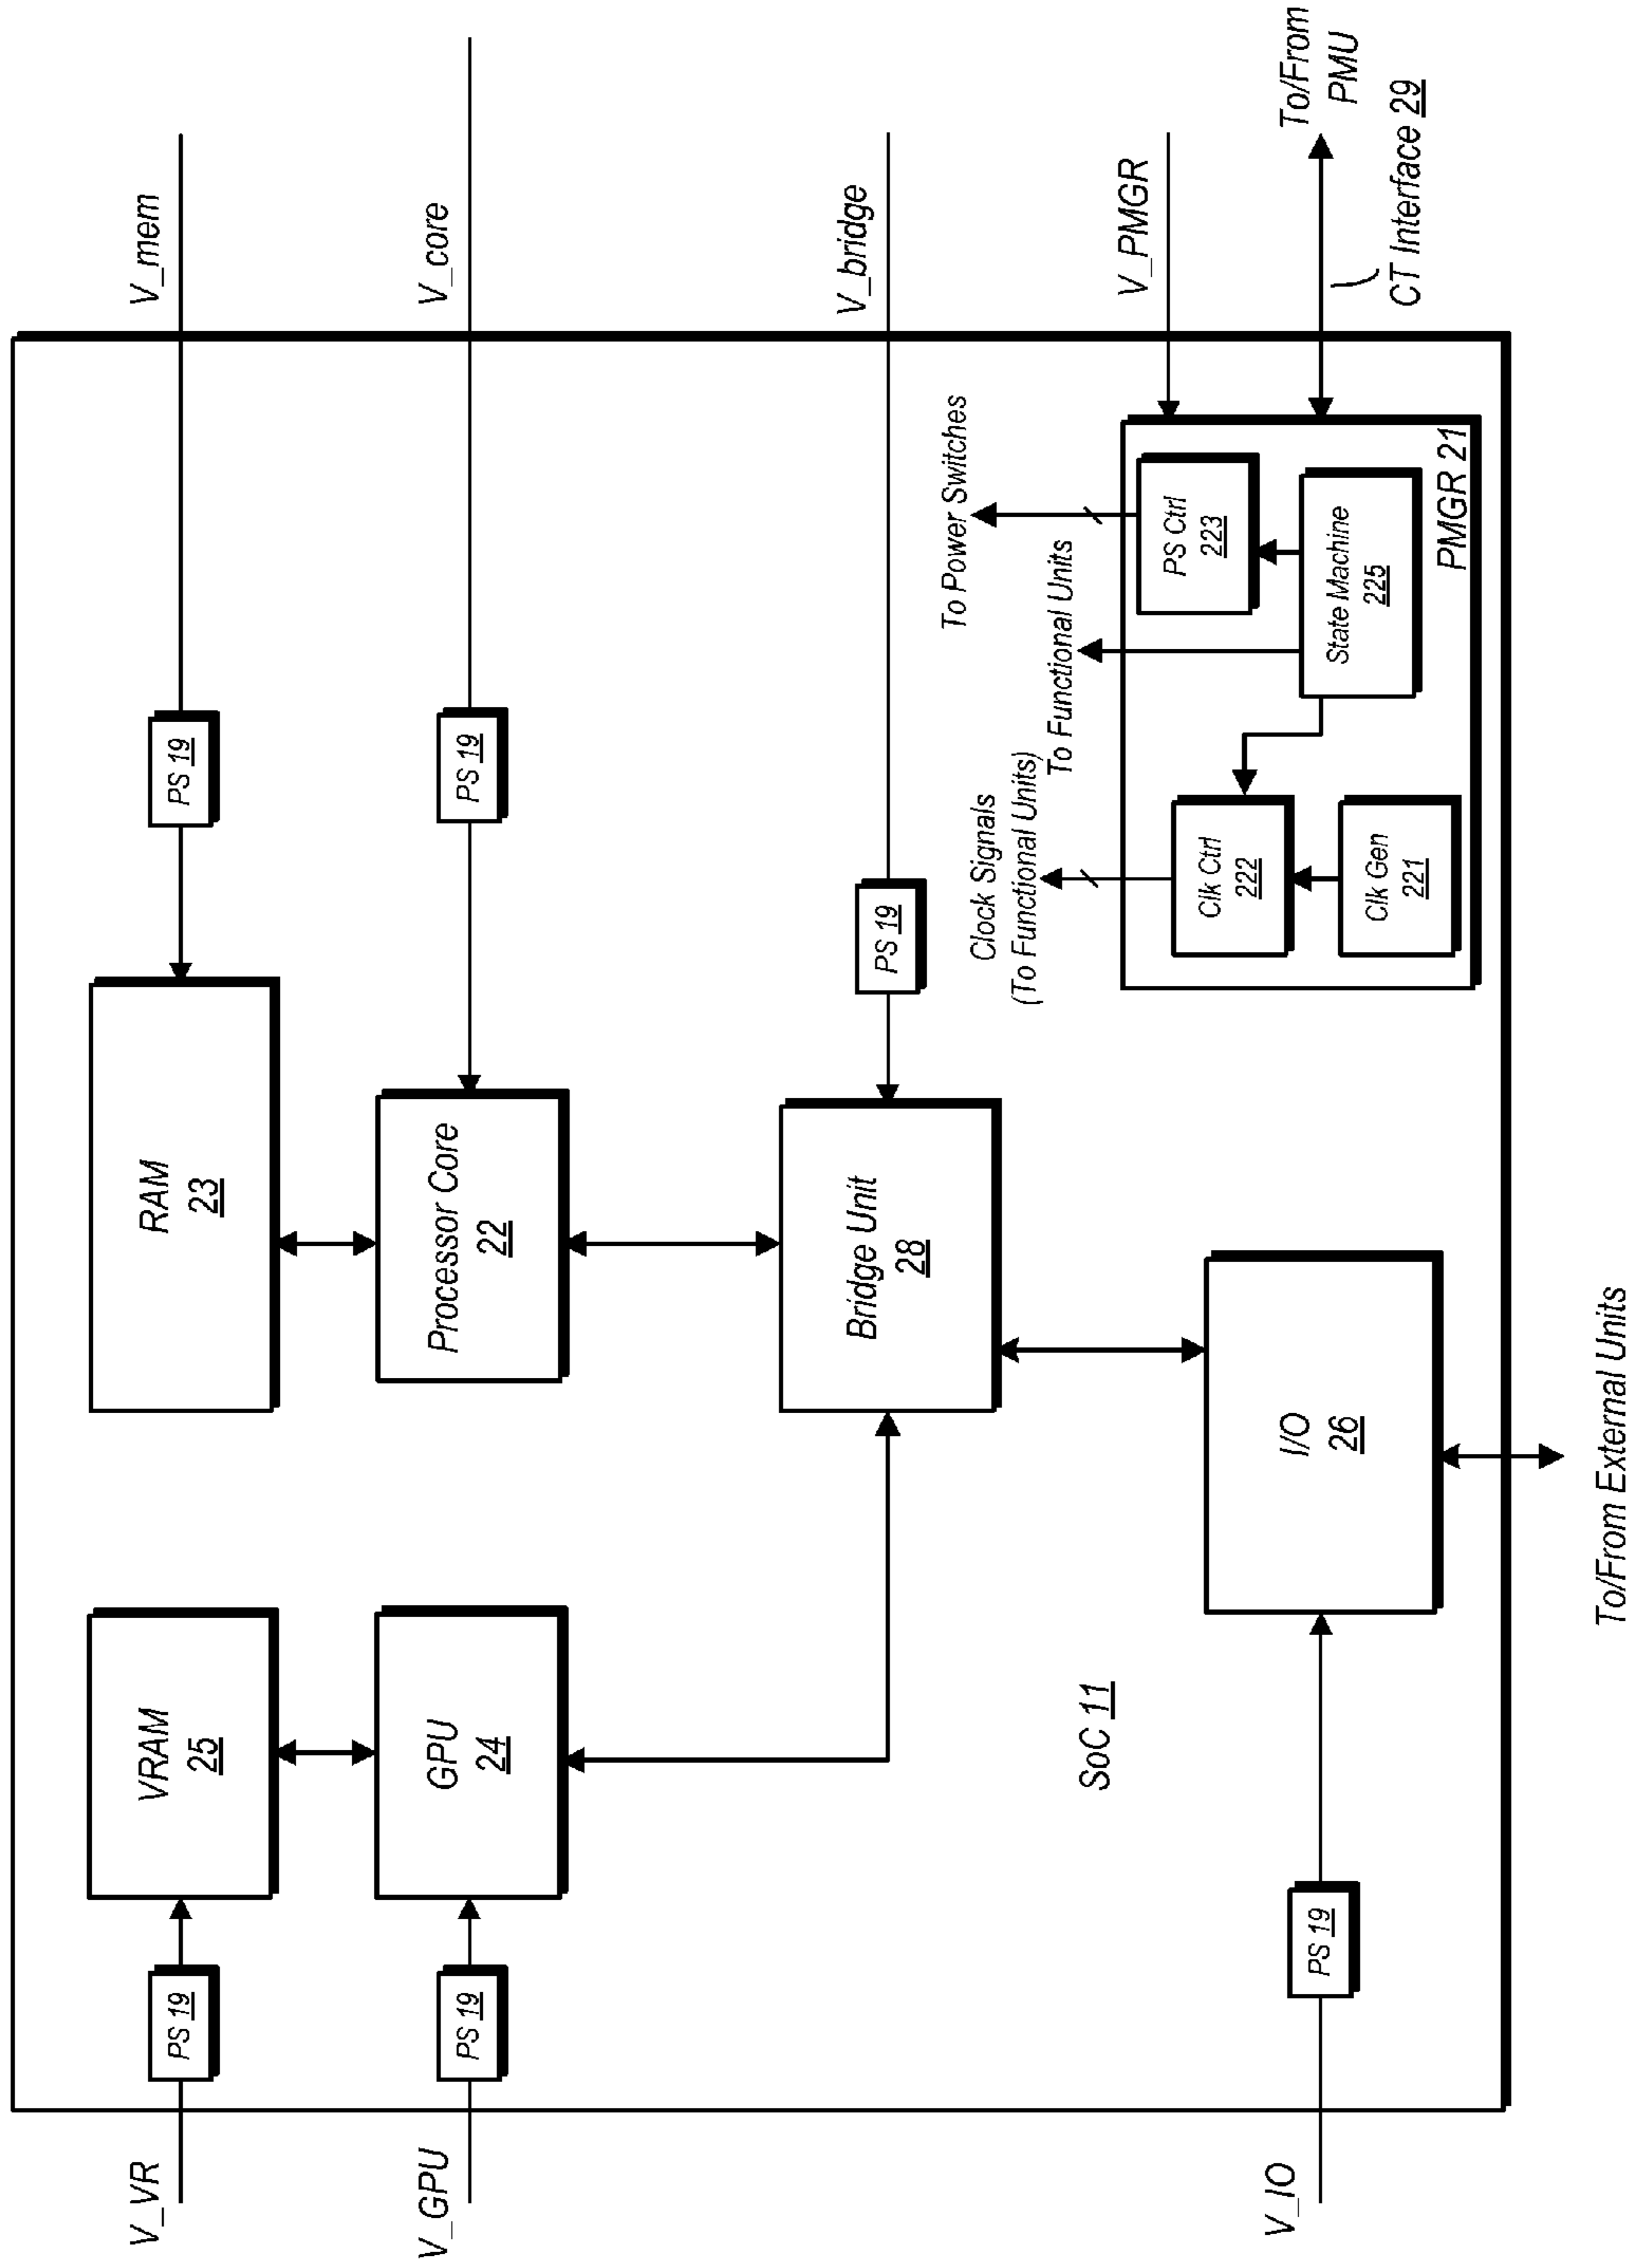 V_VR
PS 19
VRAM
25
RAM
23
PS 19
V_mem
V_GPU
PS 19
GPU
24
Processor Core
22
PS 19
V_core
Bridge Unit
28
PS 19
V_bridge
SoC 11
V_IO
PS 19
I/O
26
To/From External Units
To Power Switches
To Functional Units
Clock Signals
(To Functional Units)
Clk Ctrl
222
Clk Gen
221
PS Ctrl
223
State Machine
225
PMGR 21
V_PMGR
To/From
PMU
CT Interface 29